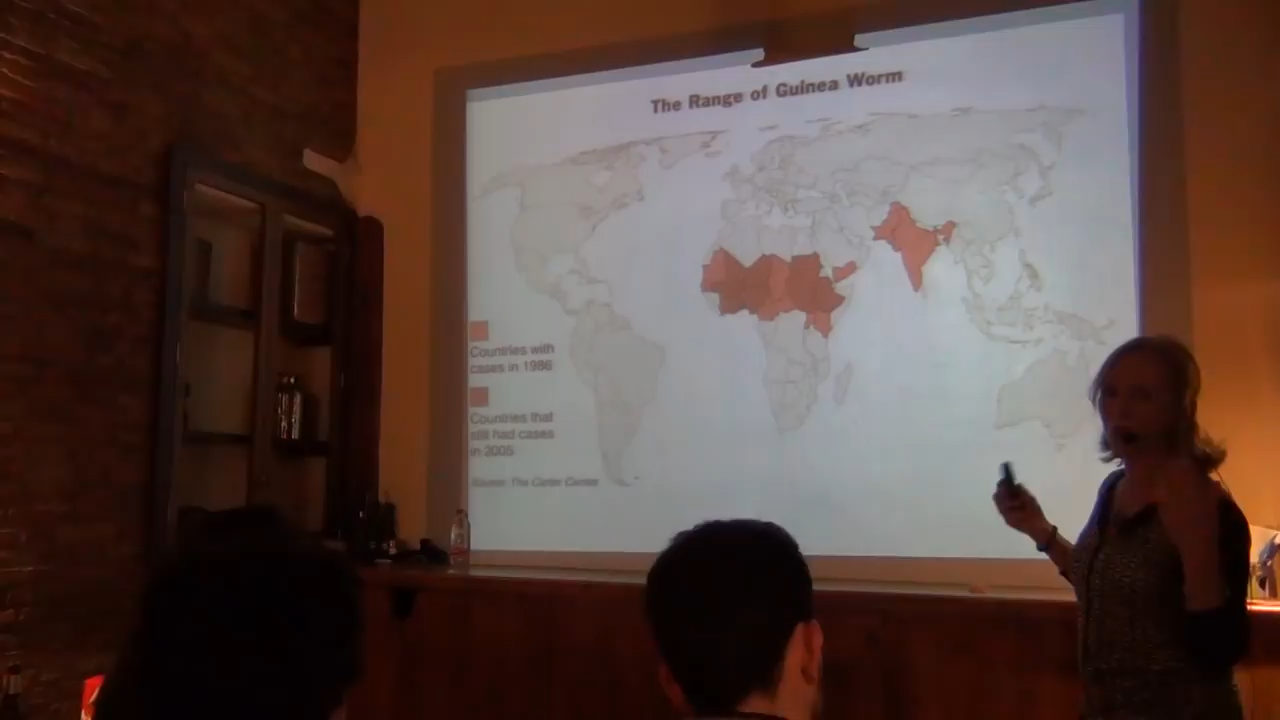 The Range of Guinea Worm
Countries with
cases in 1986
Countries that
still had cases
in 2005
Source: The Carter Center